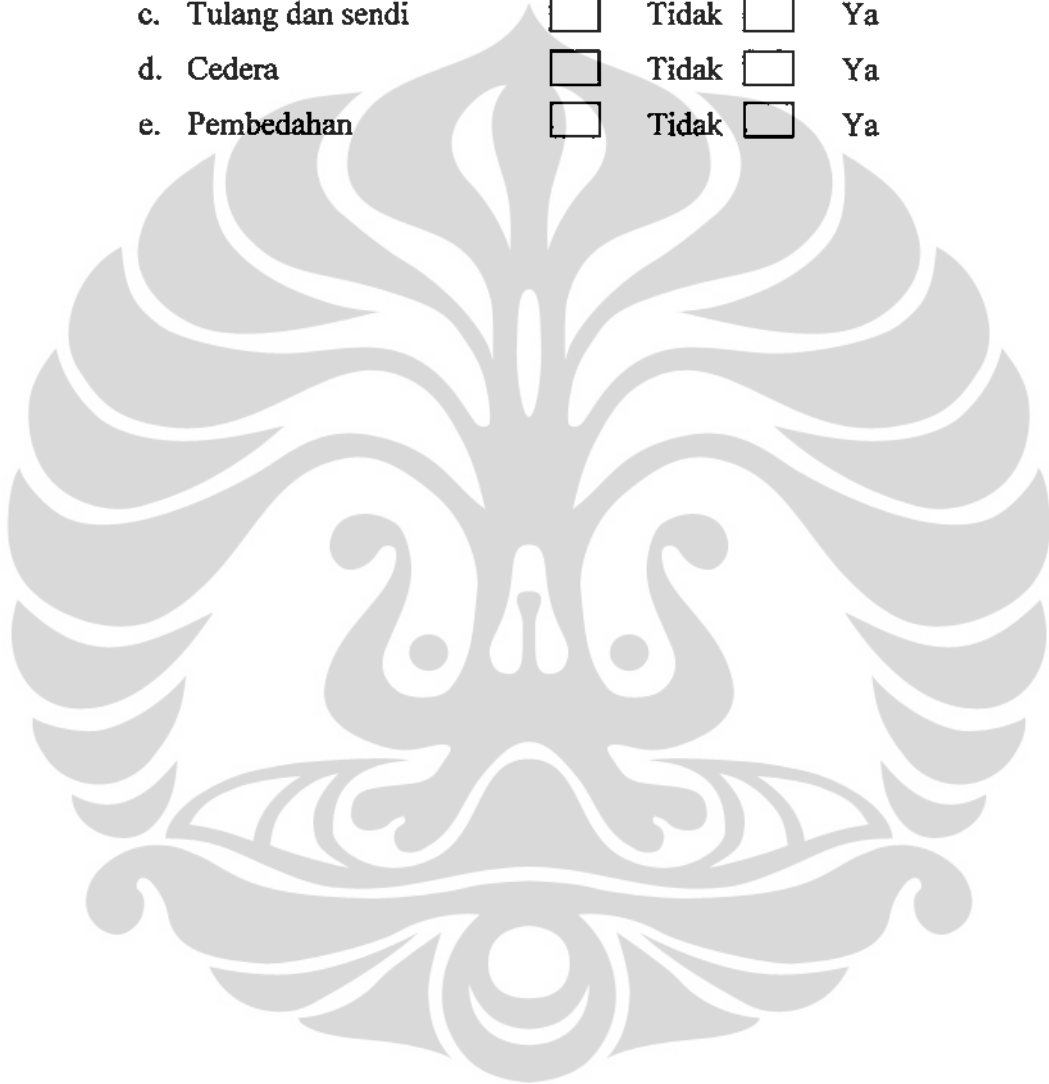 c. Tulang dan sendi Tidak Ya
d. Cedera Tidak Ya
e. Pembedahan Tidak Ya